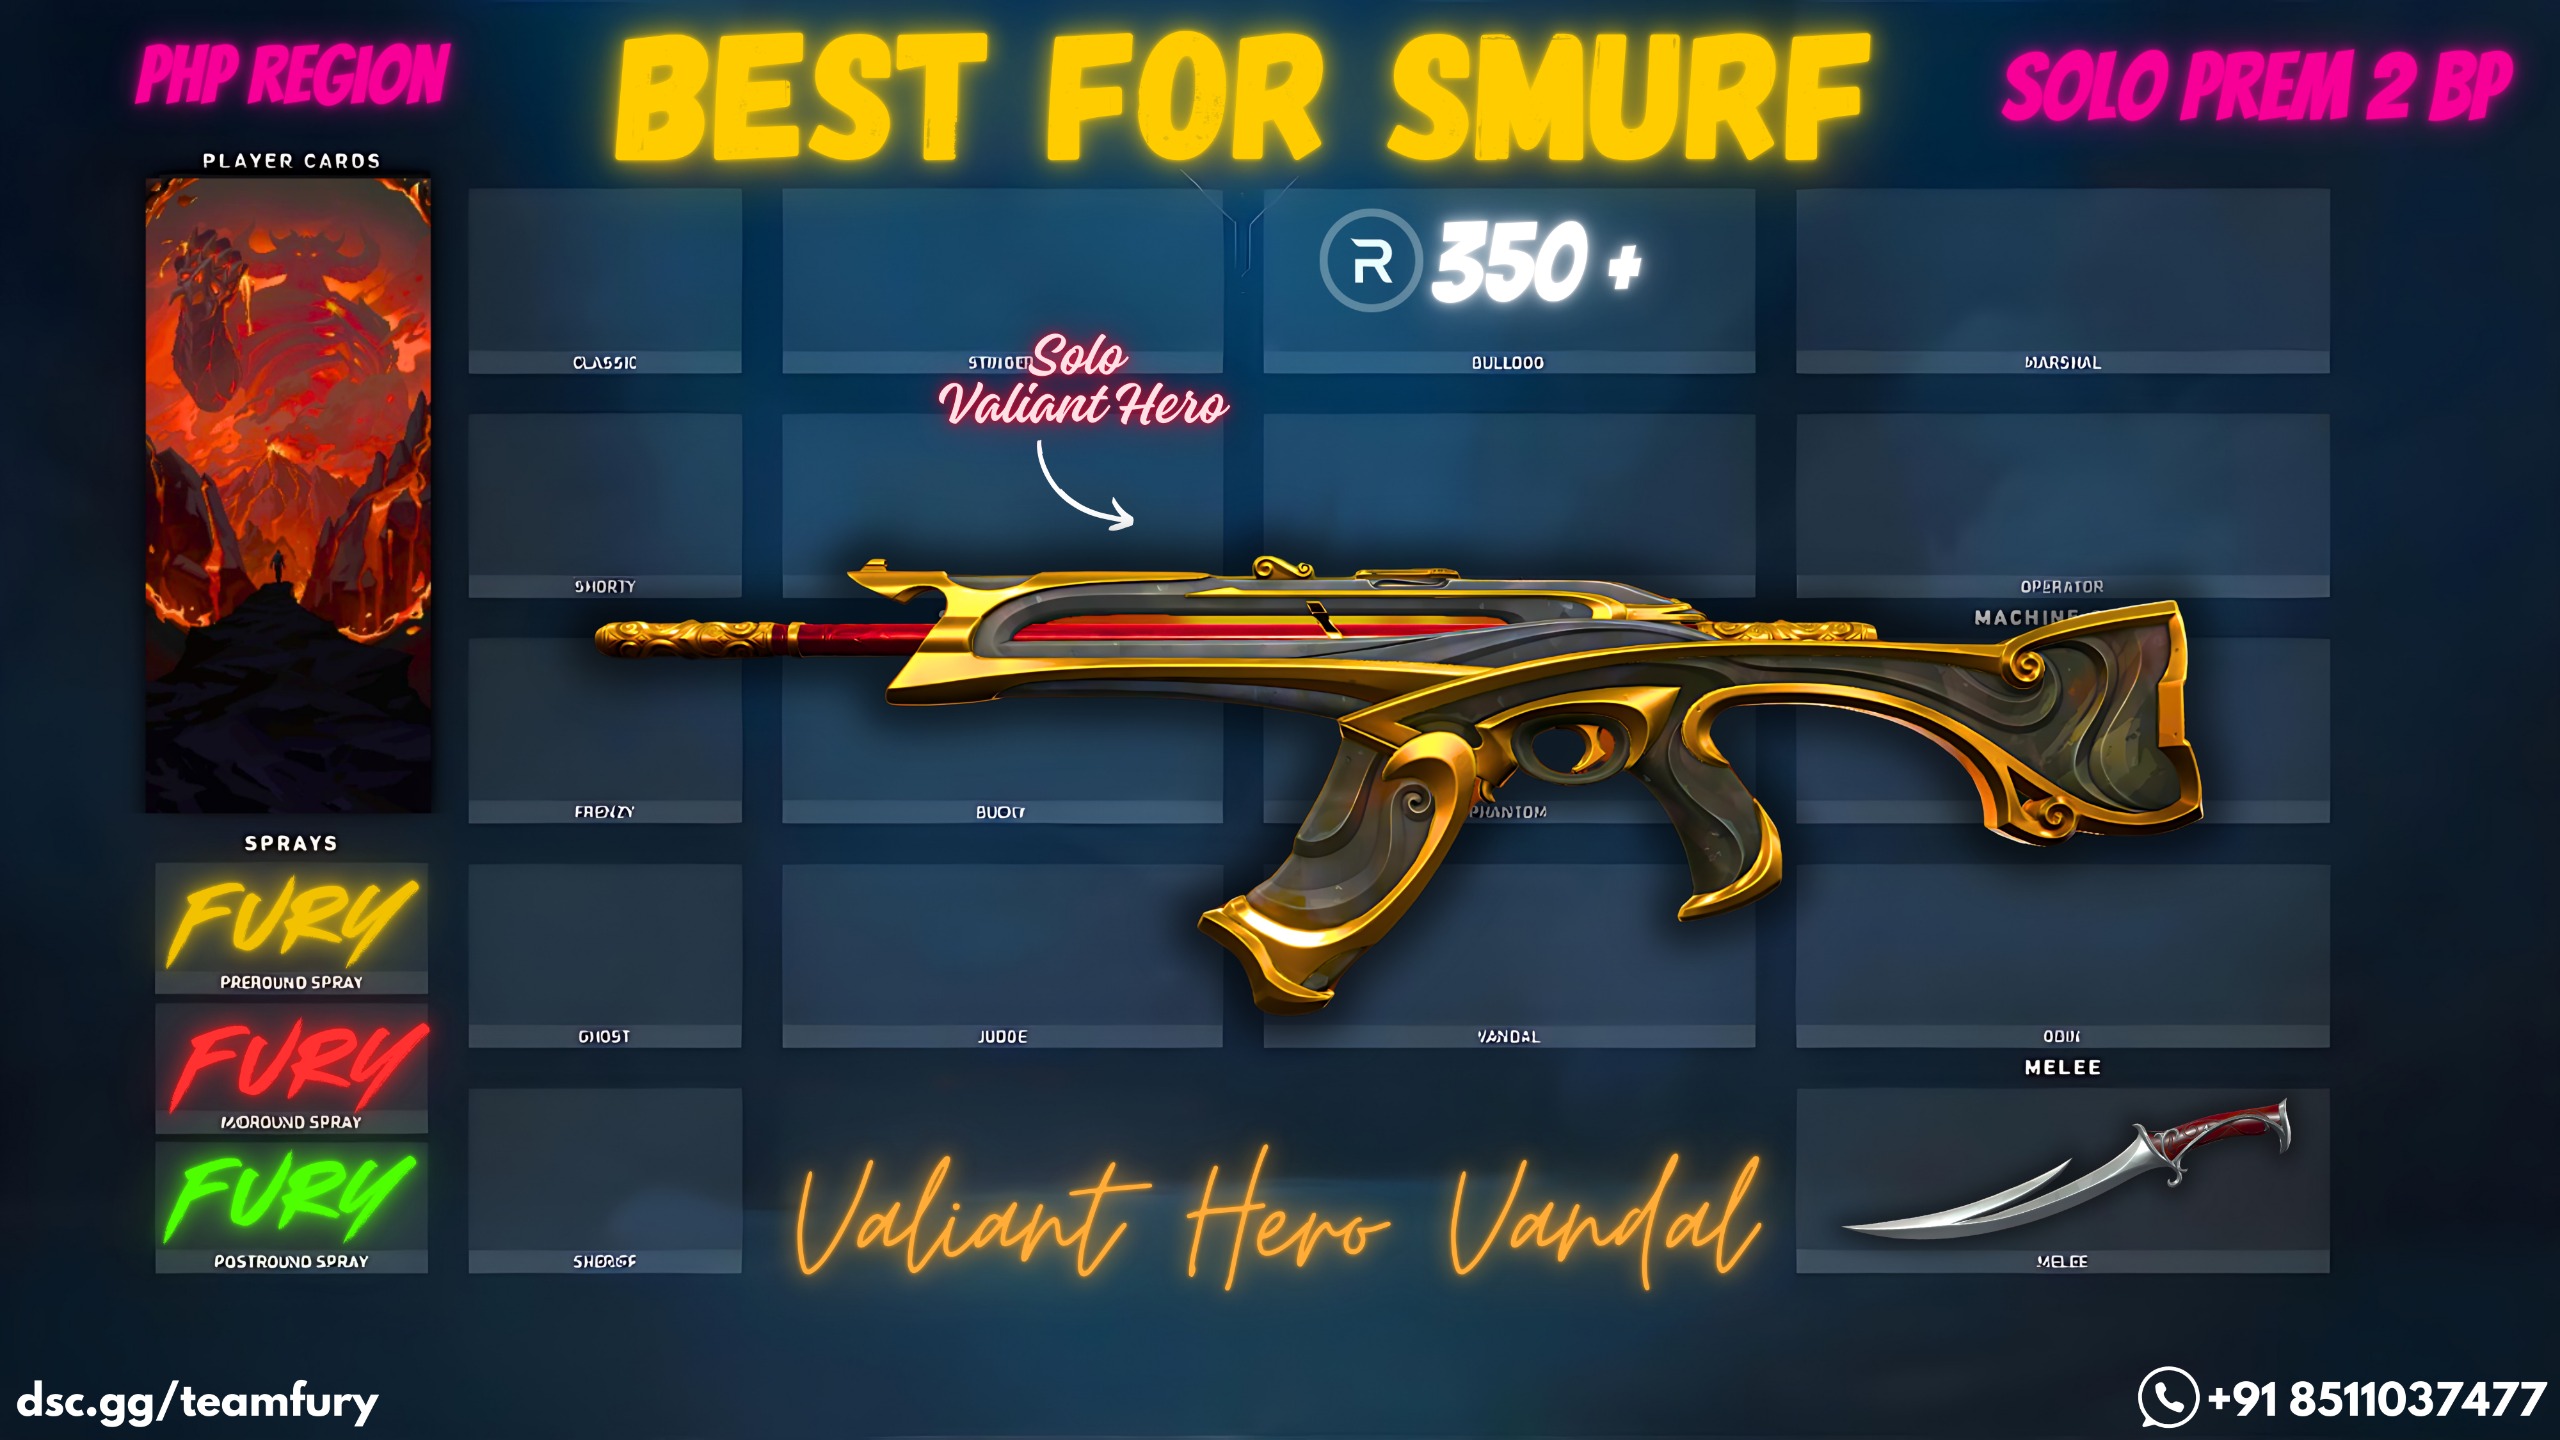 PHP REGION
BEST FOR SMURF
SOLO PREM 2 BP
PLAYER CARDS
R 350 +
CLASSIC
MARSHAL
Solo
Valiant Hero
SHORTY
OPERATOR
MACHINE
FRENZY
PHANTOM
SPRAYS
FURY
PREROUND SPRAY
GHOST
JUDGE
VANDAL
ODIN
MELEE
FURY
FURY
POSTROUND SPRAY
Valiant Hero Vandal
MELEE
dsc.gg/teamfury
+91 8511037477